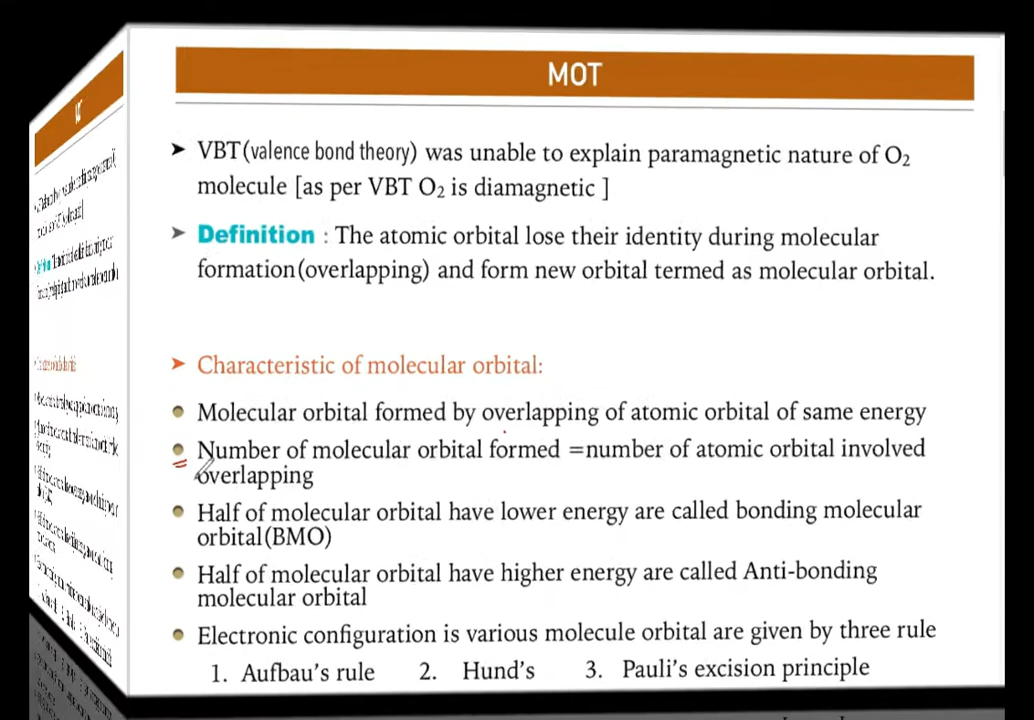 MOT
➤ VBT(valence bond theory) was unable to explain paramagnetic nature of O₂
molecule [as per VBT O₂ is diamagnetic ]
➤ Definition : The atomic orbital lose their identity during molecular
formation(overlapping) and form new orbital termed as molecular orbital.
➤ Characteristic of molecular orbital:
● Molecular orbital formed by overlapping of atomic orbital of same energy
● Number of molecular orbital formed =number of atomic orbital involved
overlapping
● Half of molecular orbital have lower energy are called bonding molecular
orbital(BMO)
● Half of molecular orbital have higher energy are called Anti-bonding
molecular orbital
● Electronic configuration is various molecule orbital are given by three rule
1. Aufbau's rule 2. Hund's 3. Pauli's excision principle